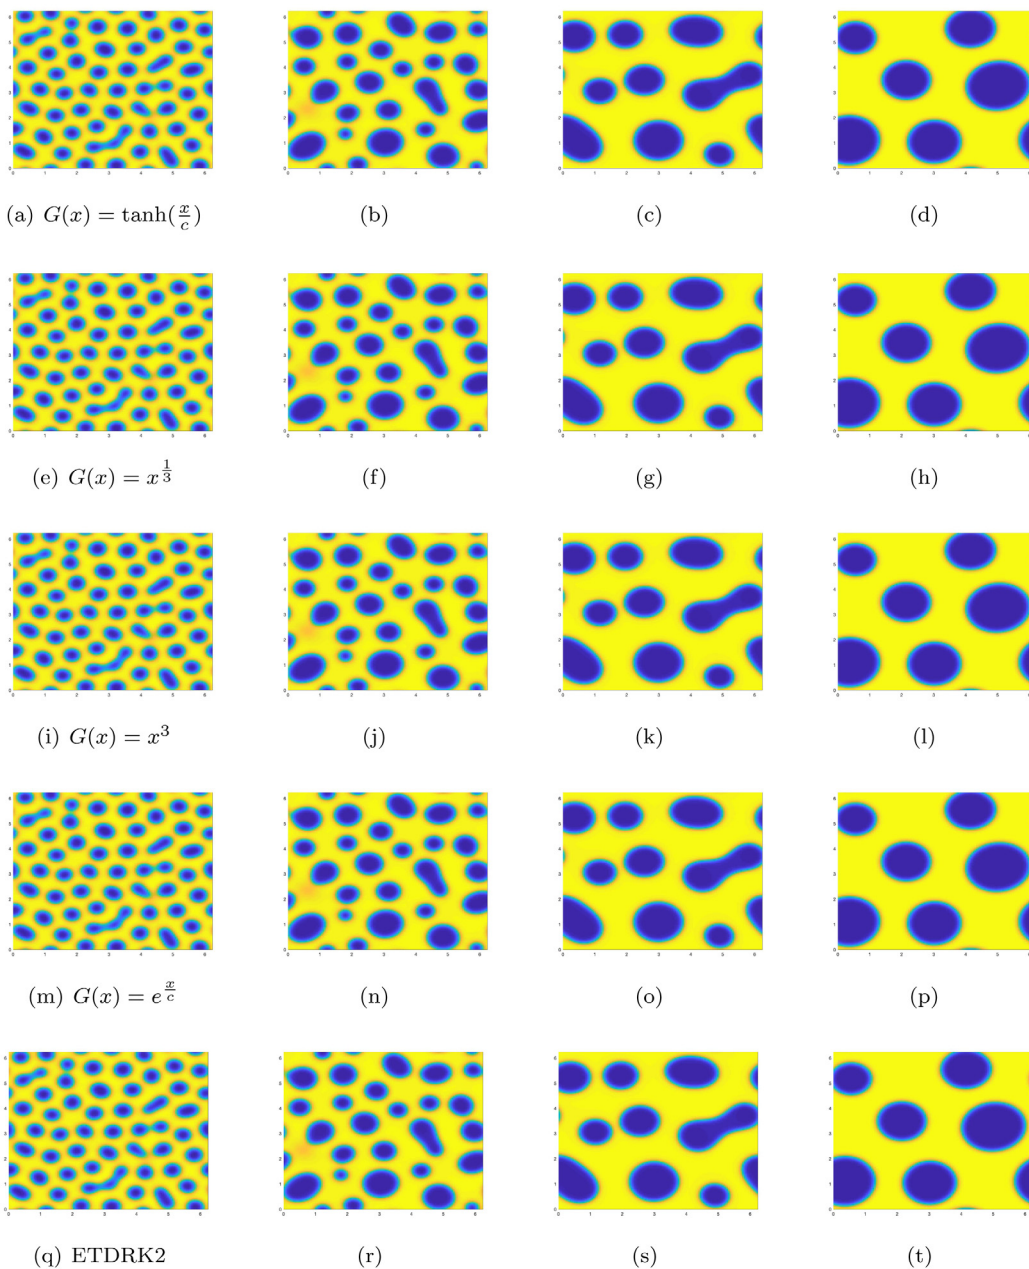 (a) G(x) = tanh(x/c)
(b)
(c)
(d)
(e) G(x) = x^{1/3}
(f)
(g)
(h)
(i) G(x) = x^3
(j)
(k)
(l)
(m) G(x) = e^{x/c}
(n)
(o)
(p)
(q) ETDRK2
(r)
(s)
(t)